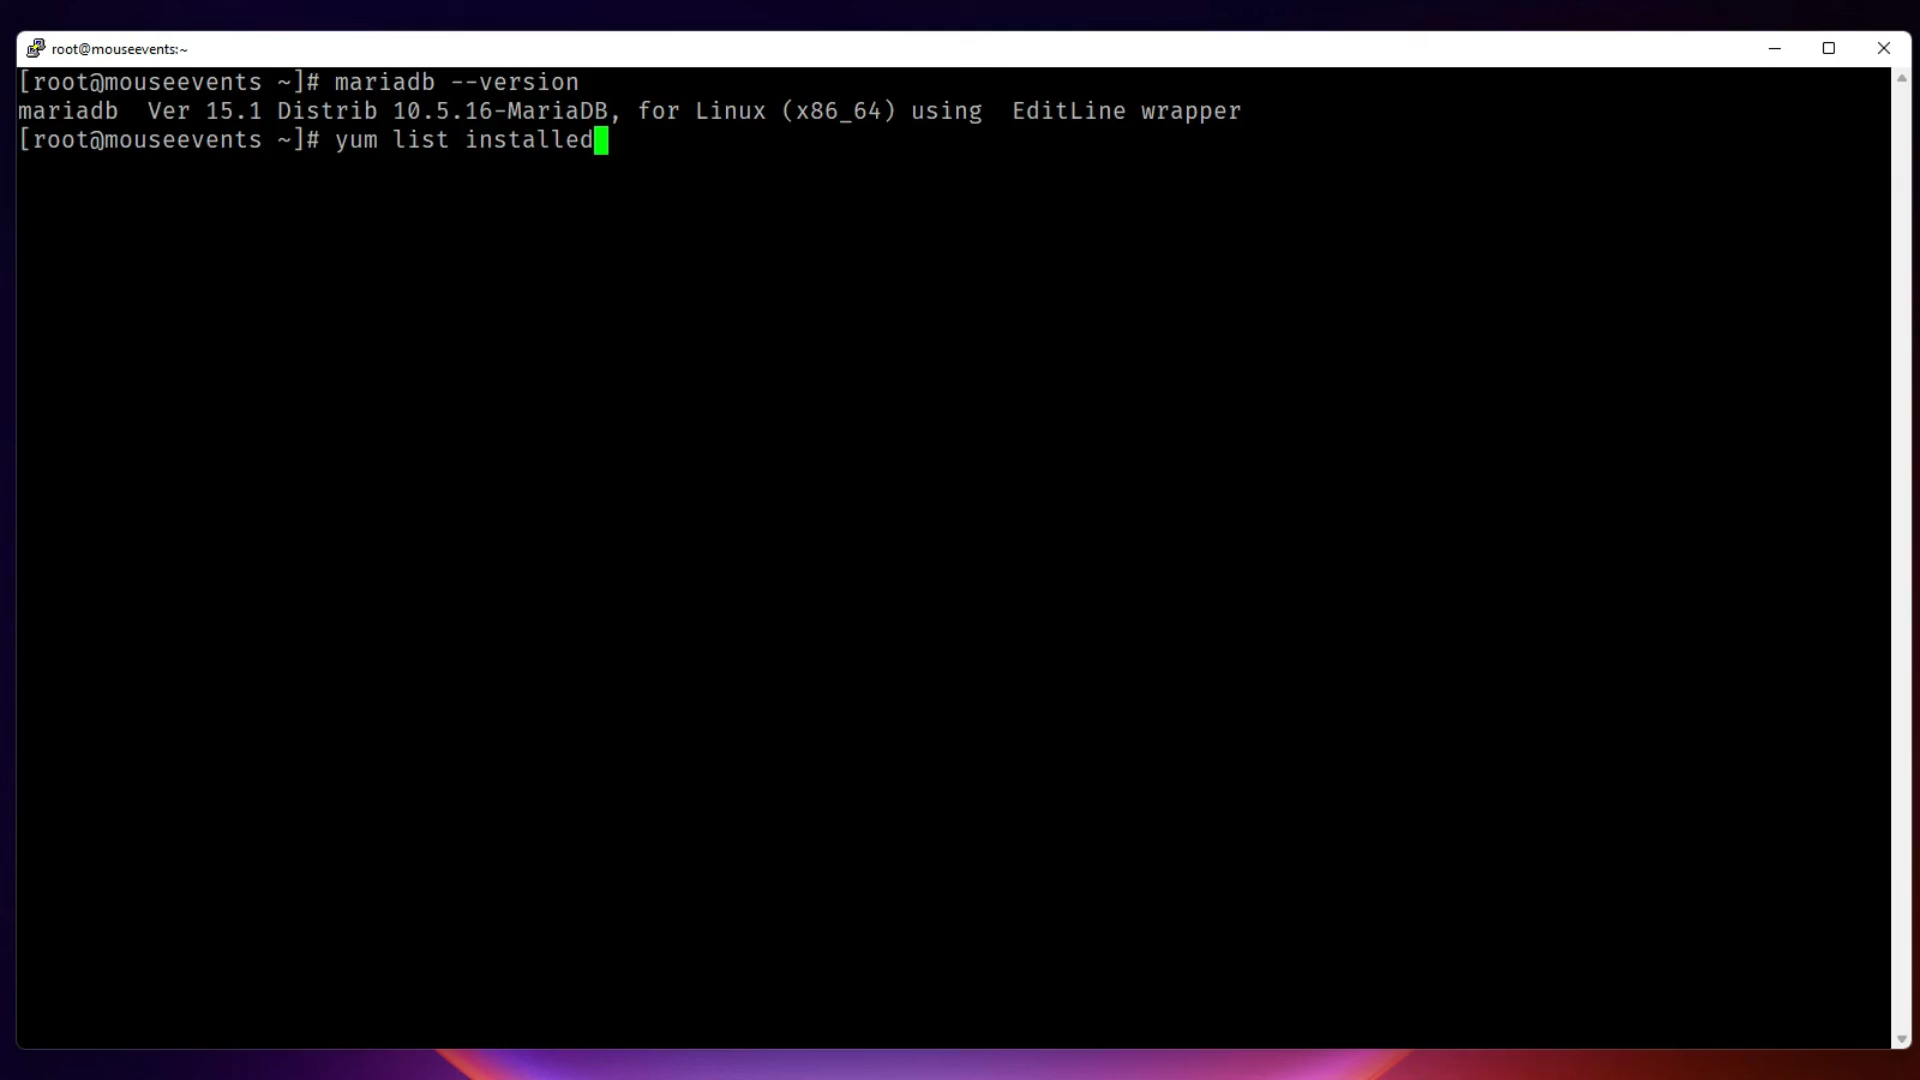 root@mouseevents:~
[root@mouseevents ~]# mariadb --version
mariadb  Ver 15.1 Distrib 10.5.16-MariaDB, for Linux (x86_64) using  EditLine wrapper
[root@mouseevents ~]# yum list installed